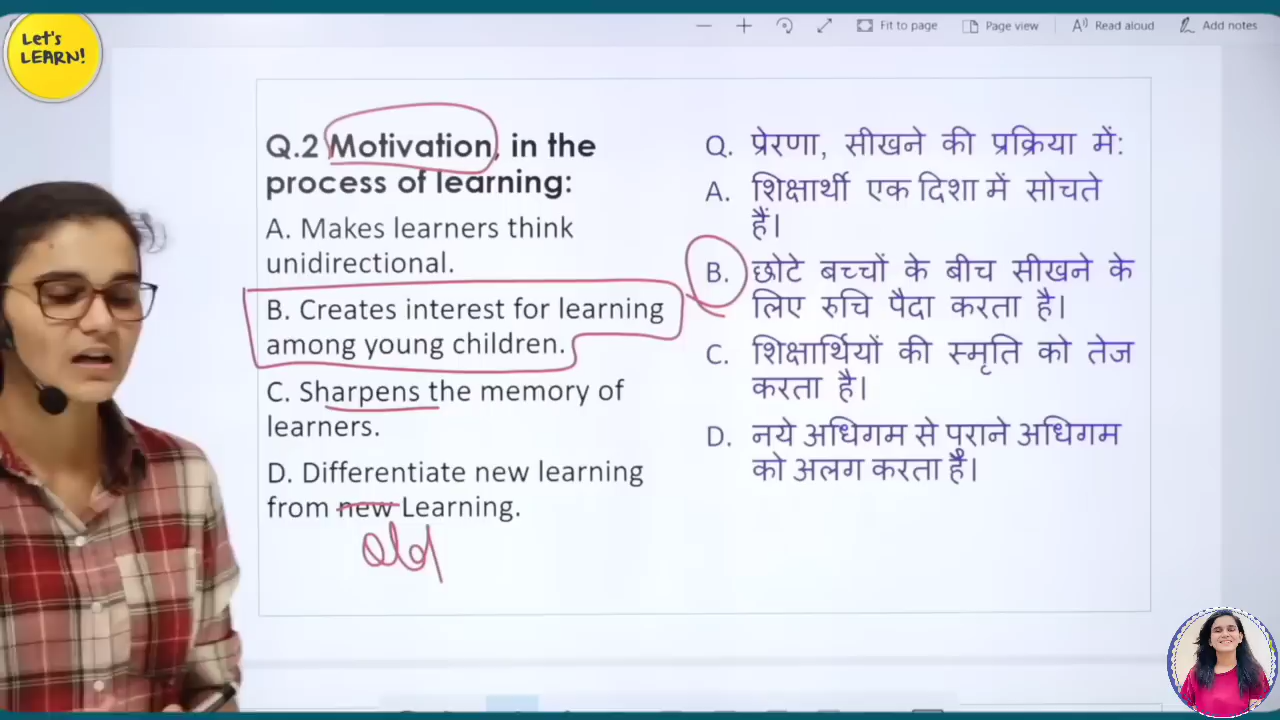 Let's
LEARN!
Fit to page
Page view
Read aloud
Add notes
Q.2 Motivation, in the
process of learning:
A. Makes learners think
unidirectional.
B. Creates interest for learning
among young children.
C. Sharpens the memory of
learners.
D. Differentiate new learning
from new Learning.
old
Q. प्रेरणा, सीखने की प्रक्रिया में:
A. शिक्षार्थी एक दिशा में सोचते
हैं।
B. छोटे बच्चों के बीच सीखने के
लिए रुचि पैदा करता है।
C. शिक्षार्थियों की स्मृति को तेज
करता है।
D. नये अधिगम से पुराने अधिगम
को अलग करता है।